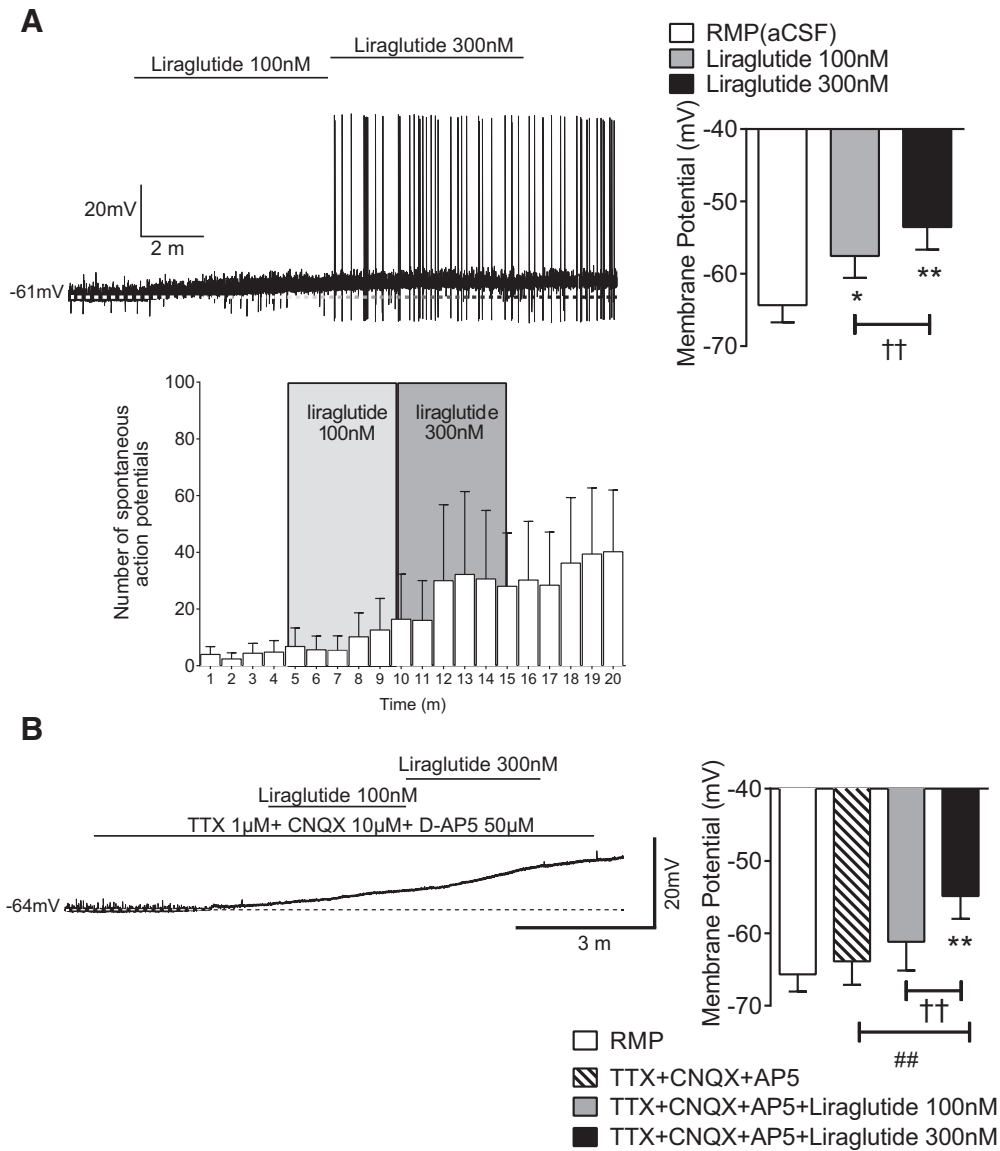 A
Liraglutide 100nM
Liraglutide 300nM
20mV
2 m
-61mV
RMP(aCSF)
Liraglutide 100nM
Liraglutide 300nM
Membrane Potential (mV)
-40
-50
-60
-70
*
**
††
Number of spontaneous
action potentials
100
80
60
40
20
0
liraglutide
100nM
liraglutide
300nM
1 2 3 4 5 6 7 8 9 10 11 12 13 14 15 16 17 18 19 20
Time (m)
B
Liraglutide 300nM
Liraglutide 100nM
TTX 1µM+ CNQX 10µM+ D-AP5 50µM
-64mV
20mV
3 m
Membrane Potential (mV)
-40
-50
-60
-70
**
††
##
RMP
TTX+CNQX+AP5
TTX+CNQX+AP5+Liraglutide 100nM
TTX+CNQX+AP5+Liraglutide 300nM